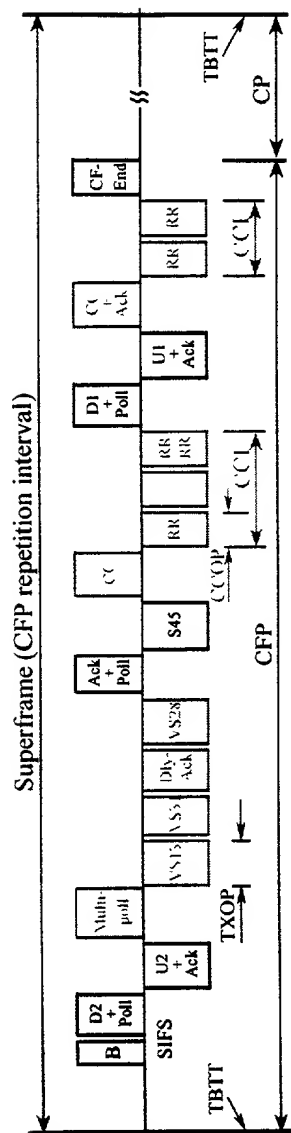 Superframe (CFP repetition interval)
B
D2
+
Poll
Multi-
poll
Ack
+
Poll
CC
D1
+
Poll
CC
+
Ack
CF-
End
SIFS
U2
+
Ack
VS13
Dly-
Ack
VS28
S45
RR
RR
RR
U1
+
Ack
RR
RR
TBTT
TXOP
CCOP
CCI
CCI
TBTT
CFP
CP